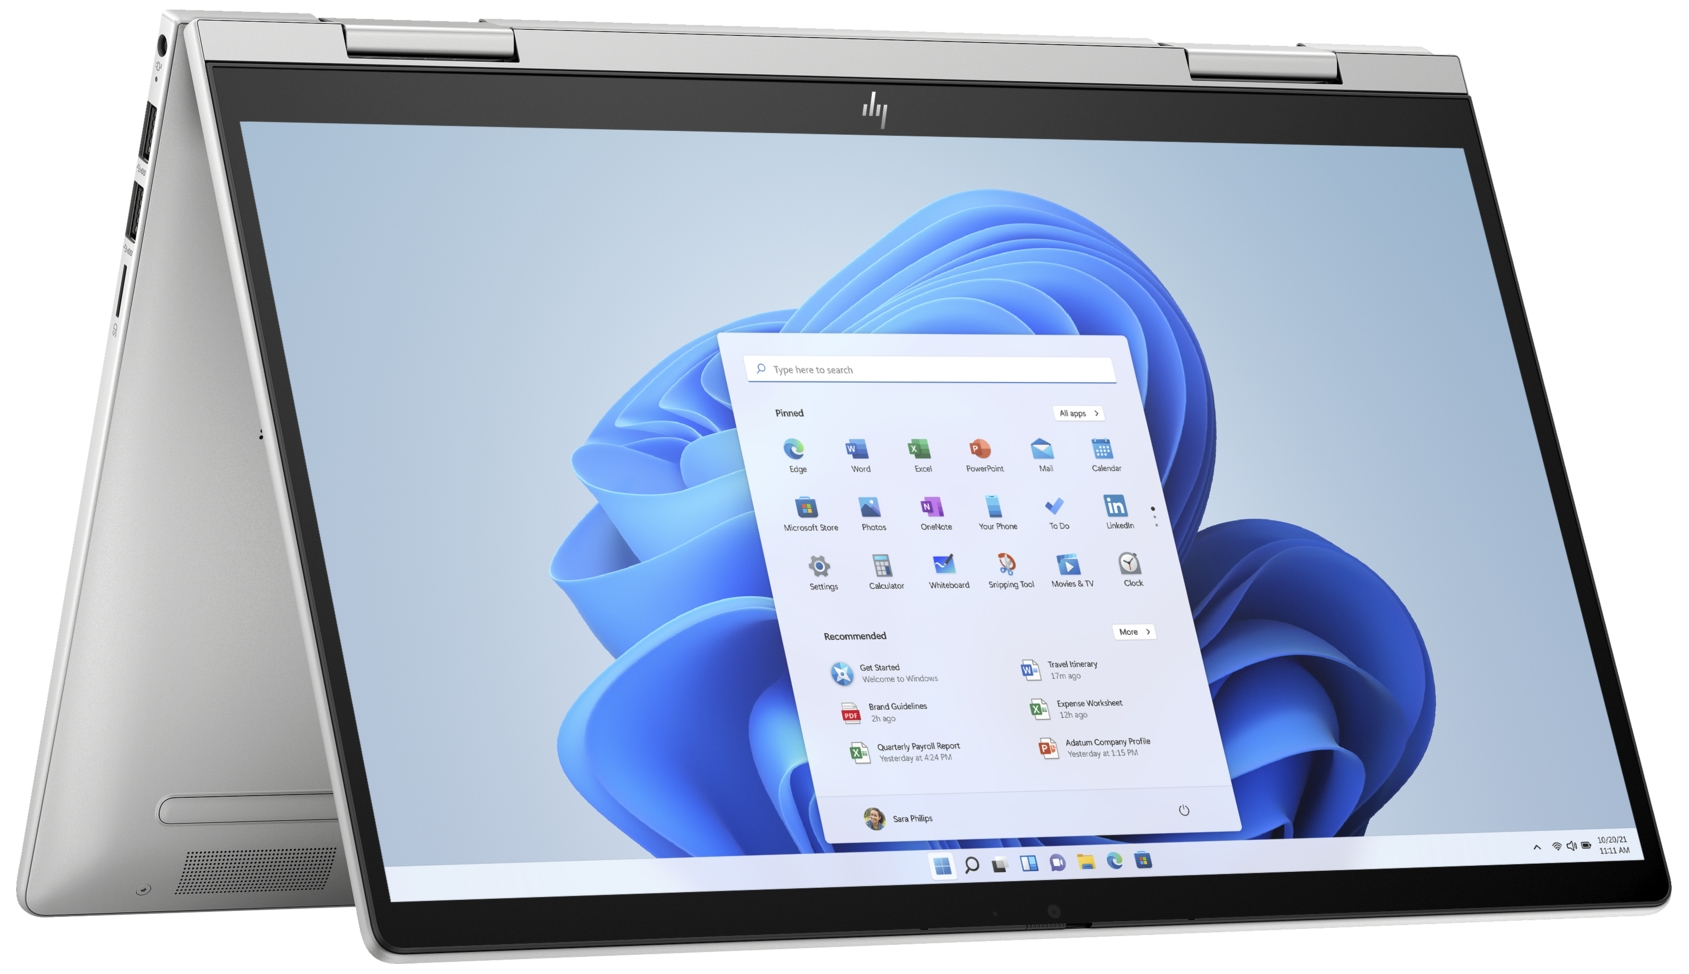 hp
Type here to search
Pinned
All apps
Edge
Word
Excel
PowerPoint
Mail
Calendar
Microsoft Store
Photos
OneNote
Your Phone
To Do
LinkedIn
Settings
Calculator
Whiteboard
Snipping Tool
Movies & TV
Clock
Recommended
More
Get Started
Welcome to Windows
Travel Itinerary
17m ago
Brand Guidelines
2h ago
Expense Worksheet
12h ago
Quarterly Payroll Report
Yesterday at 4:24 PM
Adatum Company Profile
Yesterday at 1:15 PM
Sara Philips
10/20/21
11:11 AM